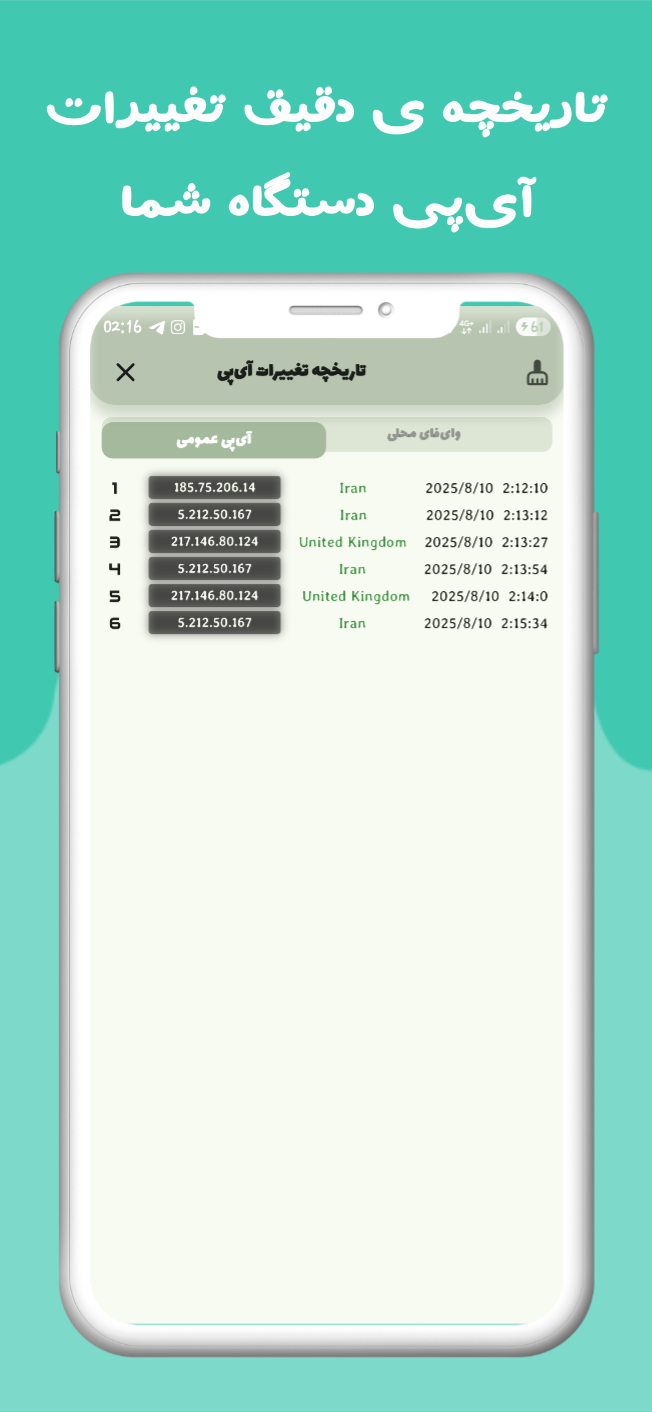 تاریخچه ی دقیق تغییرات
آی‌پی دستگاه شما
02:16 4G+ 61
تاریخچه تغییرات آی‌پی
آی‌پی عمومی وای‌فای محلی
1 185.75.206.14 Iran 2025/8/10 2:12:10
2 5.212.50.167 Iran 2025/8/10 2:13:12
3 217.146.80.124 United Kingdom 2025/8/10 2:13:27
4 5.212.50.167 Iran 2025/8/10 2:13:54
5 217.146.80.124 United Kingdom 2025/8/10 2:14:0
6 5.212.50.167 Iran 2025/8/10 2:15:34